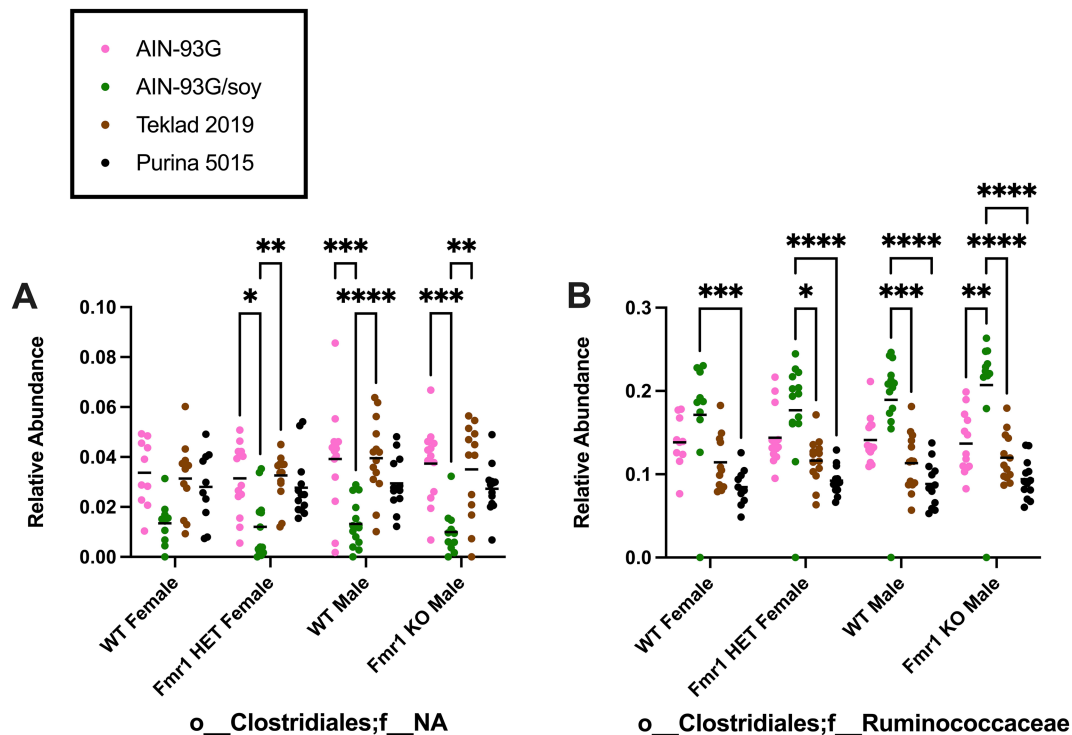 AIN-93G
AIN-93G/soy
Teklad 2019
Purina 5015
A
Relative Abundance
0.10
0.08
0.06
0.04
0.02
0.00
* ** *** **** *** **
WT Female
Fmr1 HET Female
WT Male
Fmr1 KO Male
o__Clostridiales;f__NA
B
Relative Abundance
0.3
0.2
0.1
0.0
*** * **** *** **** ** **** ****
WT Female
Fmr1 HET Female
WT Male
Fmr1 KO Male
o__Clostridiales;f__Ruminococcaceae